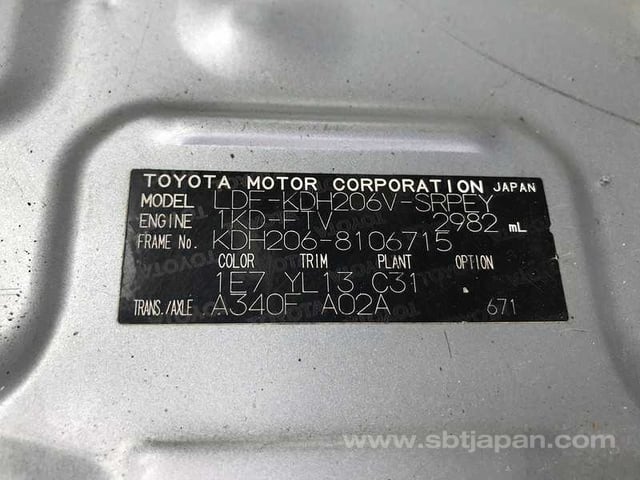 TOYOTA MOTOR CORPORATION JAPAN
MODEL LDF-KDH206V-SRPEY
ENGINE 1KD-FTV 2982 mL
FRAME No. KDH206-8106715
COLOR TRIM PLANT OPTION
1E7 YL13 C31
TRANS./AXLE A340F A02A 671
www.sbtjapan.com